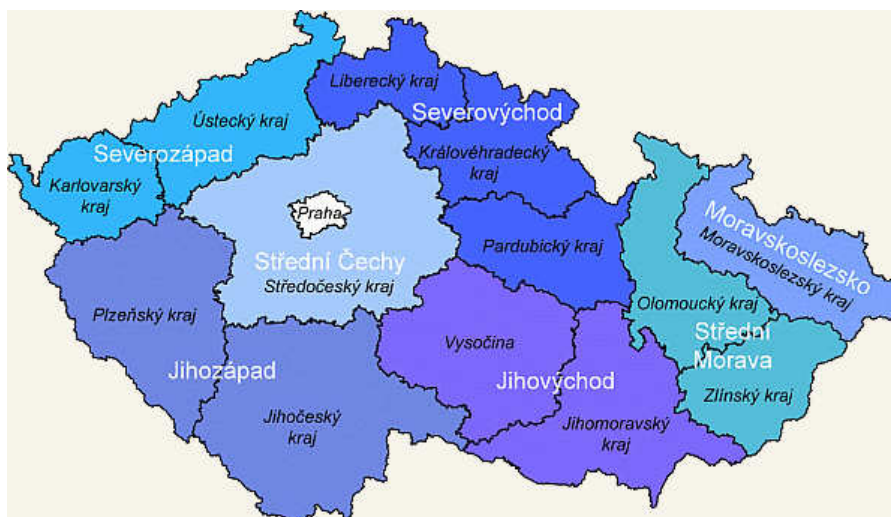 Liberecký kraj
Severovýchod
Ústecký kraj
Severozápad
Královéhradecký
kraj
Karlovarský
kraj
Praha
Moravskoslezsko
Moravskoslezský kraj
Pardubický kraj
Střední Čechy
Středočeský kraj
Olomoucký kraj
Plzeňský kraj
Vysočina
Střední
Morava
Jihozápad
Jihovýchod
Zlínský kraj
Jihočeský
kraj
Jihomoravský
kraj